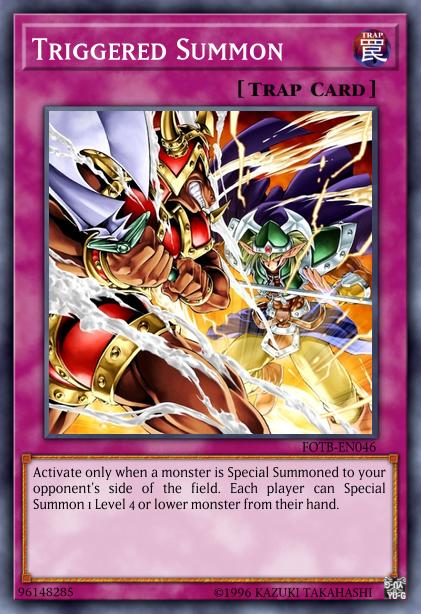 TRIGGERED SUMMON
TRAP
罠
[TRAP CARD]
FOTB-EN046
Activate only when a monster is Special Summoned to your
opponent's side of the field. Each player can Special
Summon 1 Level 4 or lower monster from their hand.
96148285
©1996 KAZUKI TAKAHASHI